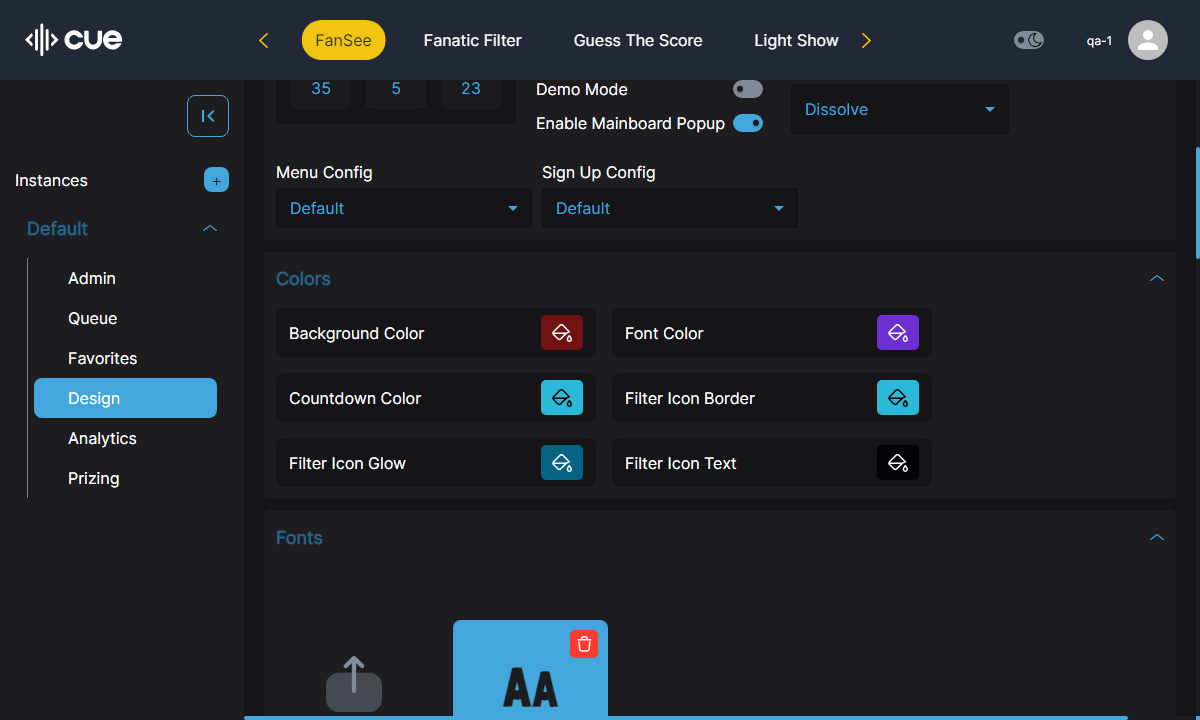 cue
FanSee
Fanatic Filter
Guess The Score
Light Show
qa-1
35
5
23
Demo Mode
Enable Mainboard Popup
Dissolve
Menu Config
Sign Up Config
Default
Default
Instances
+
Default
Admin
Queue
Favorites
Design
Analytics
Prizing
Colors
Background Color
Font Color
Countdown Color
Filter Icon Border
Filter Icon Glow
Filter Icon Text
Fonts
AA